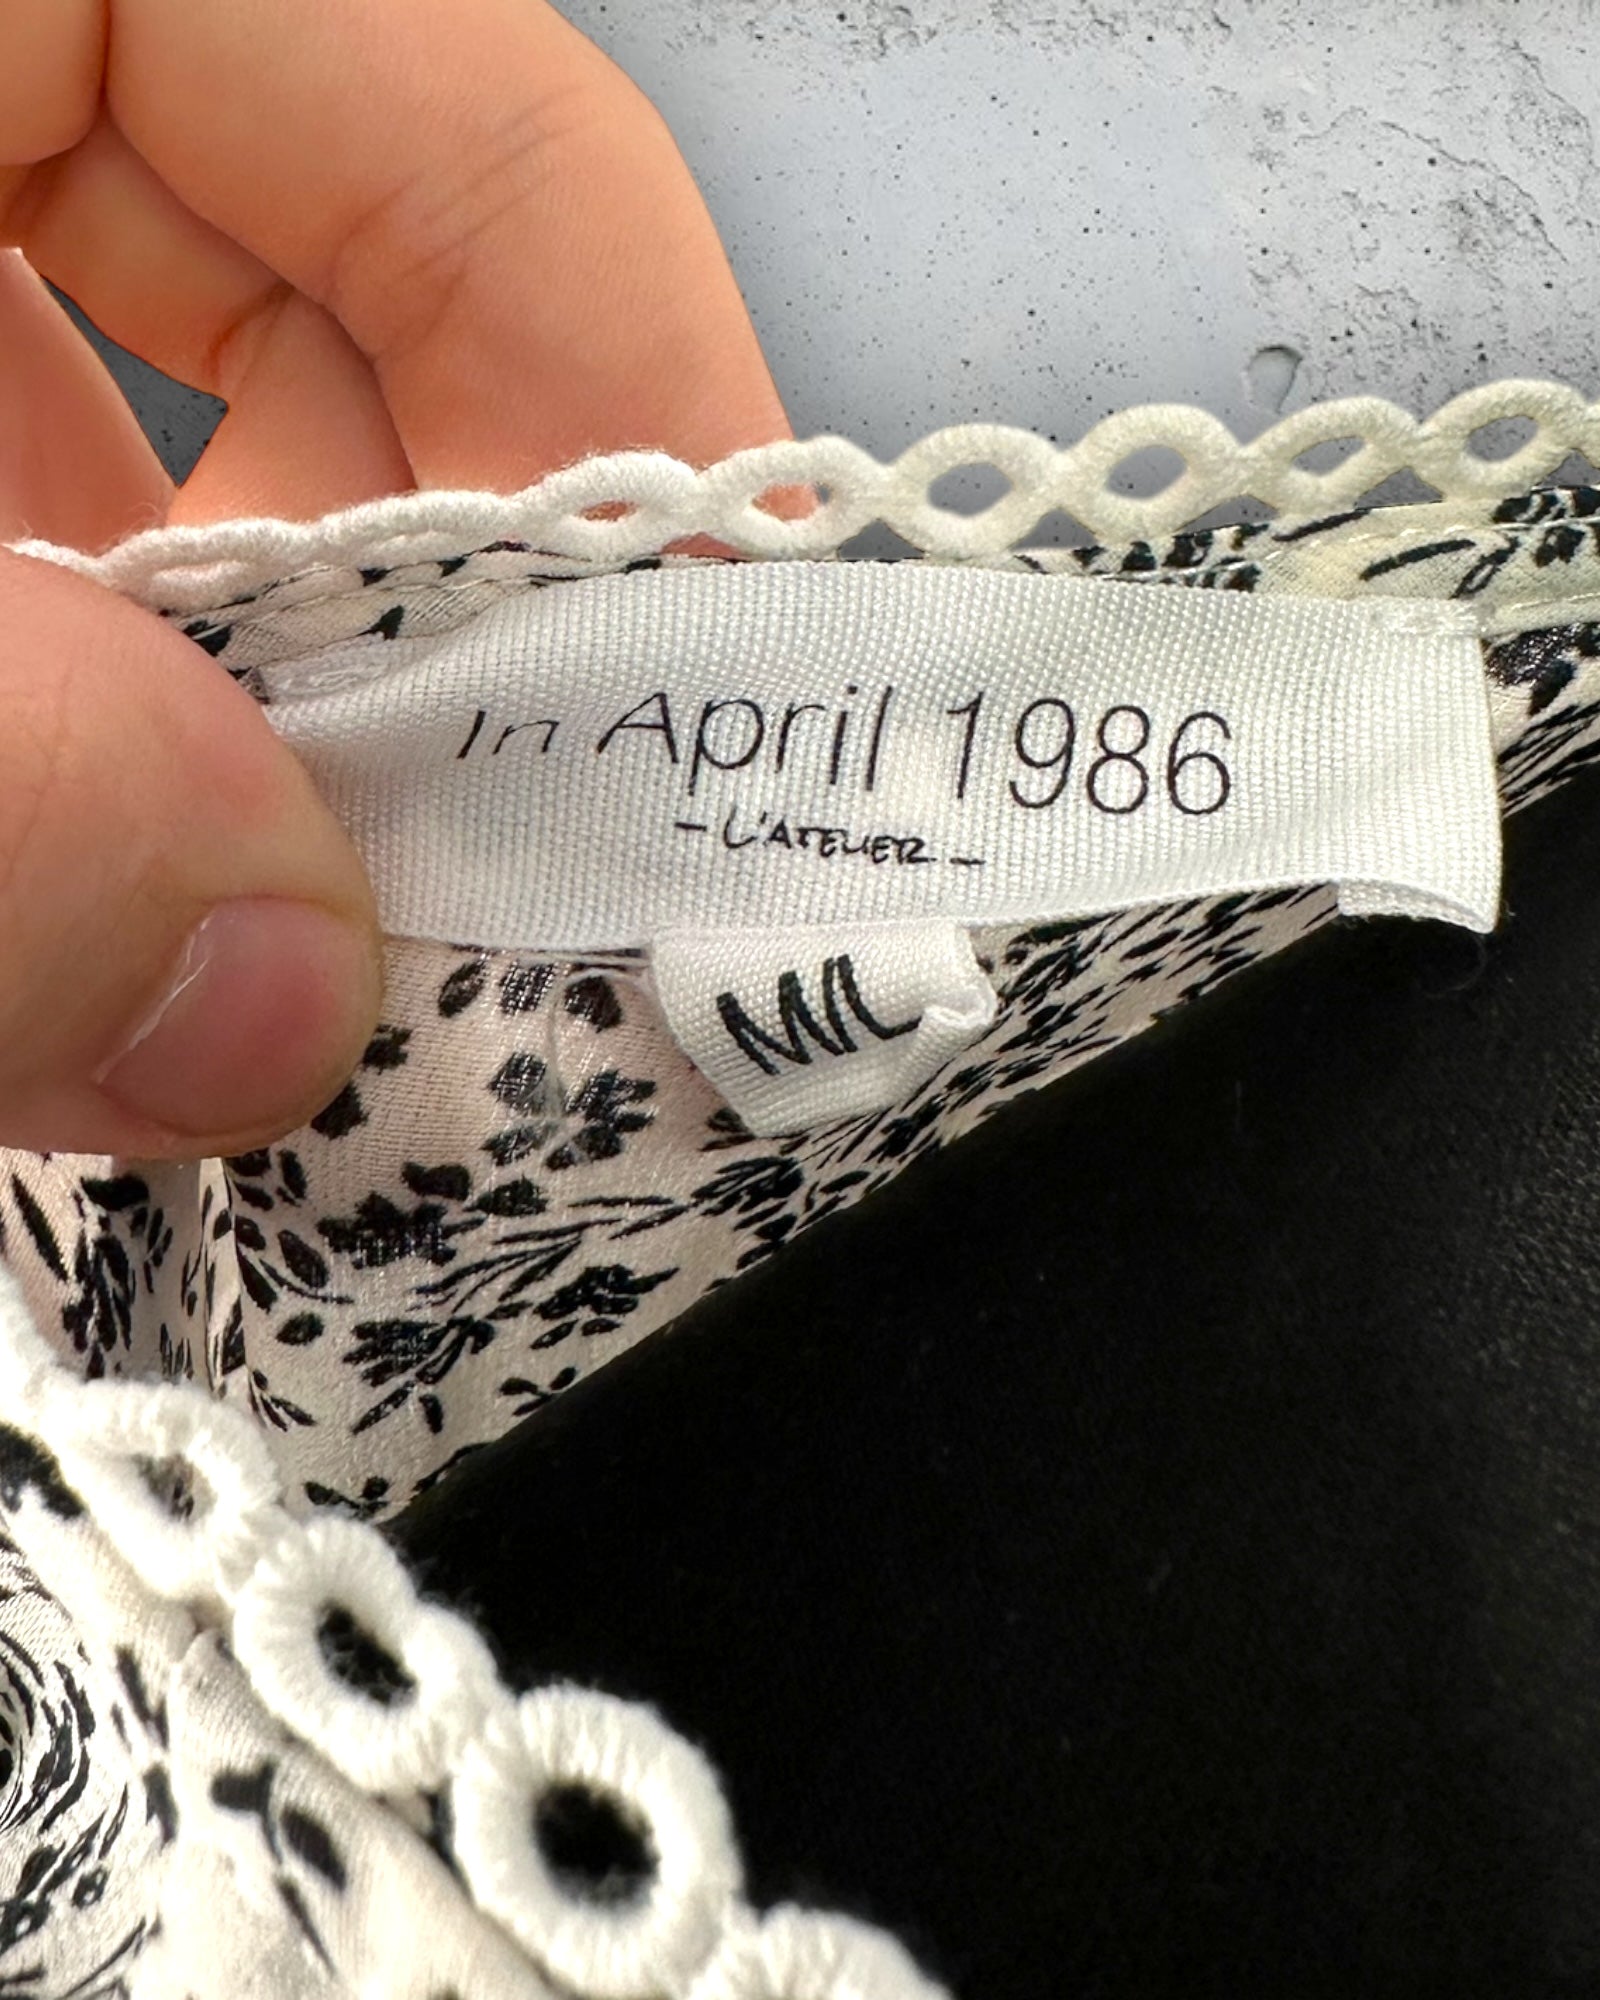 In April 1986
- L'ATELIER -
M/L